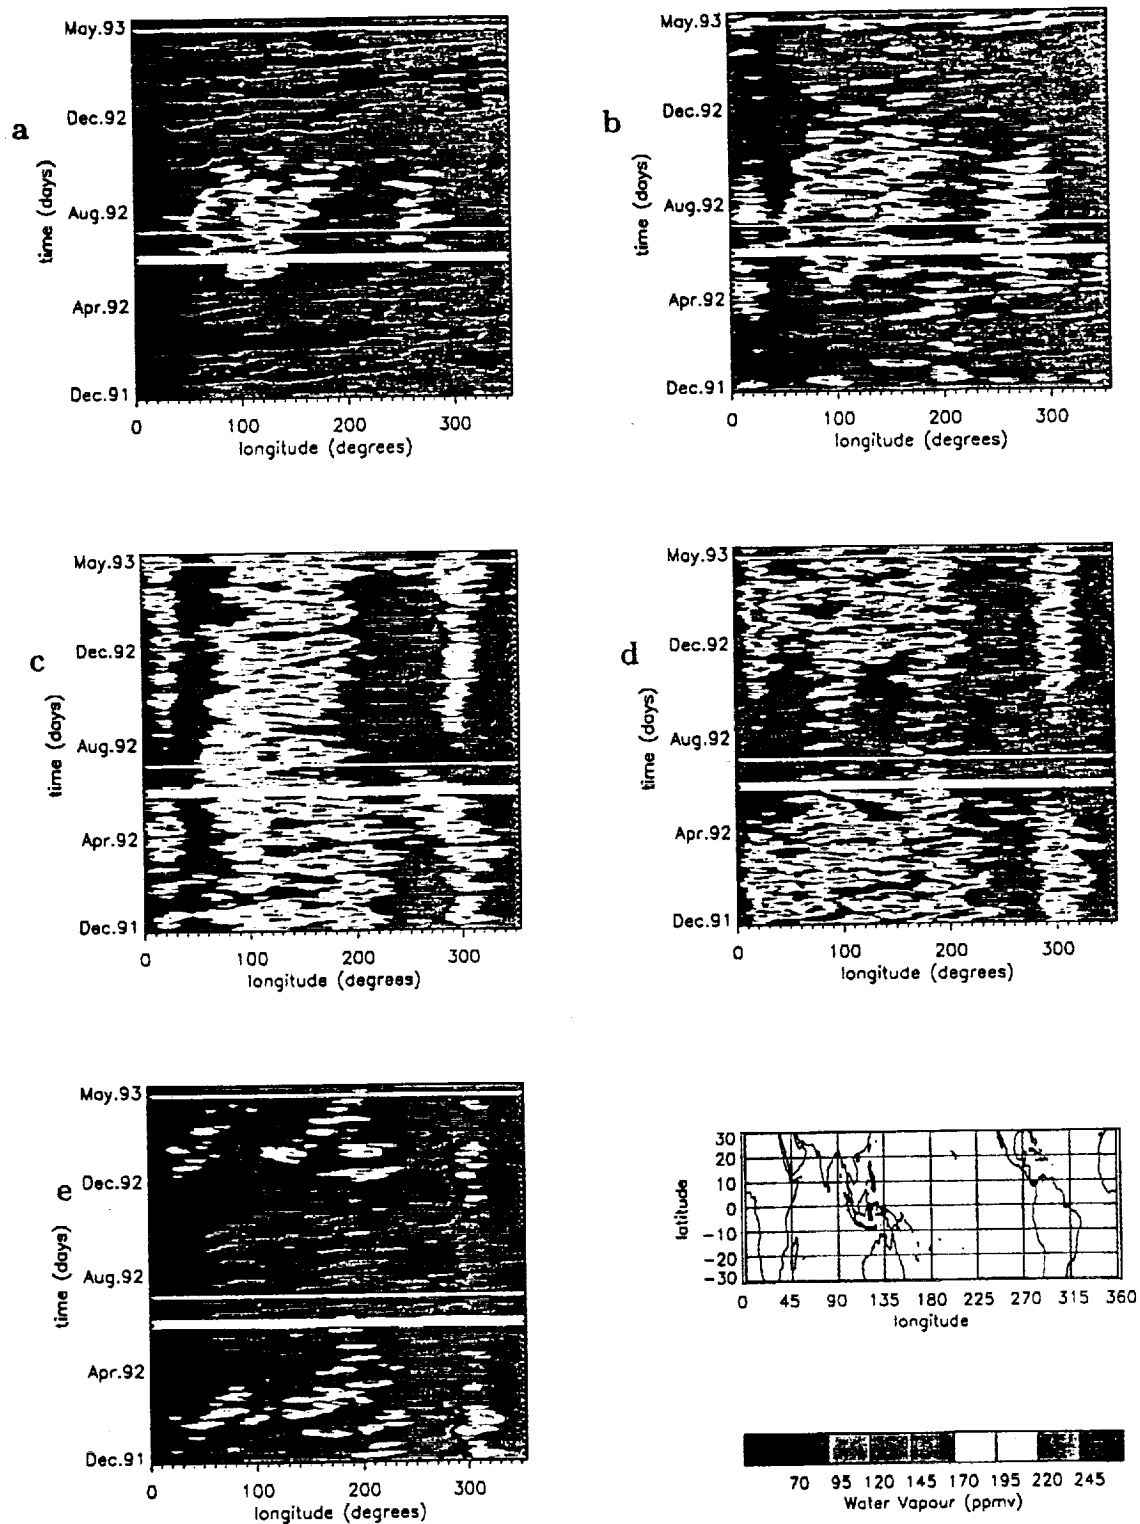 a
May.93
Dec.92
Aug.92
Apr.92
Dec.91
time (days)
0 100 200 300
longitude (degrees)
b
May.93
Dec.92
Aug.92
Apr.92
Dec.91
time (days)
0 100 200 300
longitude (degrees)
c
May.93
Dec.92
Aug.92
Apr.92
Dec.91
time (days)
0 100 200 300
longitude (degrees)
d
May.93
Dec.92
Aug.92
Apr.92
Dec.91
time (days)
0 100 200 300
longitude (degrees)
e
May.93
Dec.92
Aug.92
Apr.92
Dec.91
time (days)
0 100 200 300
longitude (degrees)
30
20
10
0
-10
-20
-30
latitude
0 45 90 135 180 225 270 315 360
longitude
70 95 120 145 170 195 220 245
Water Vapour (ppmv)